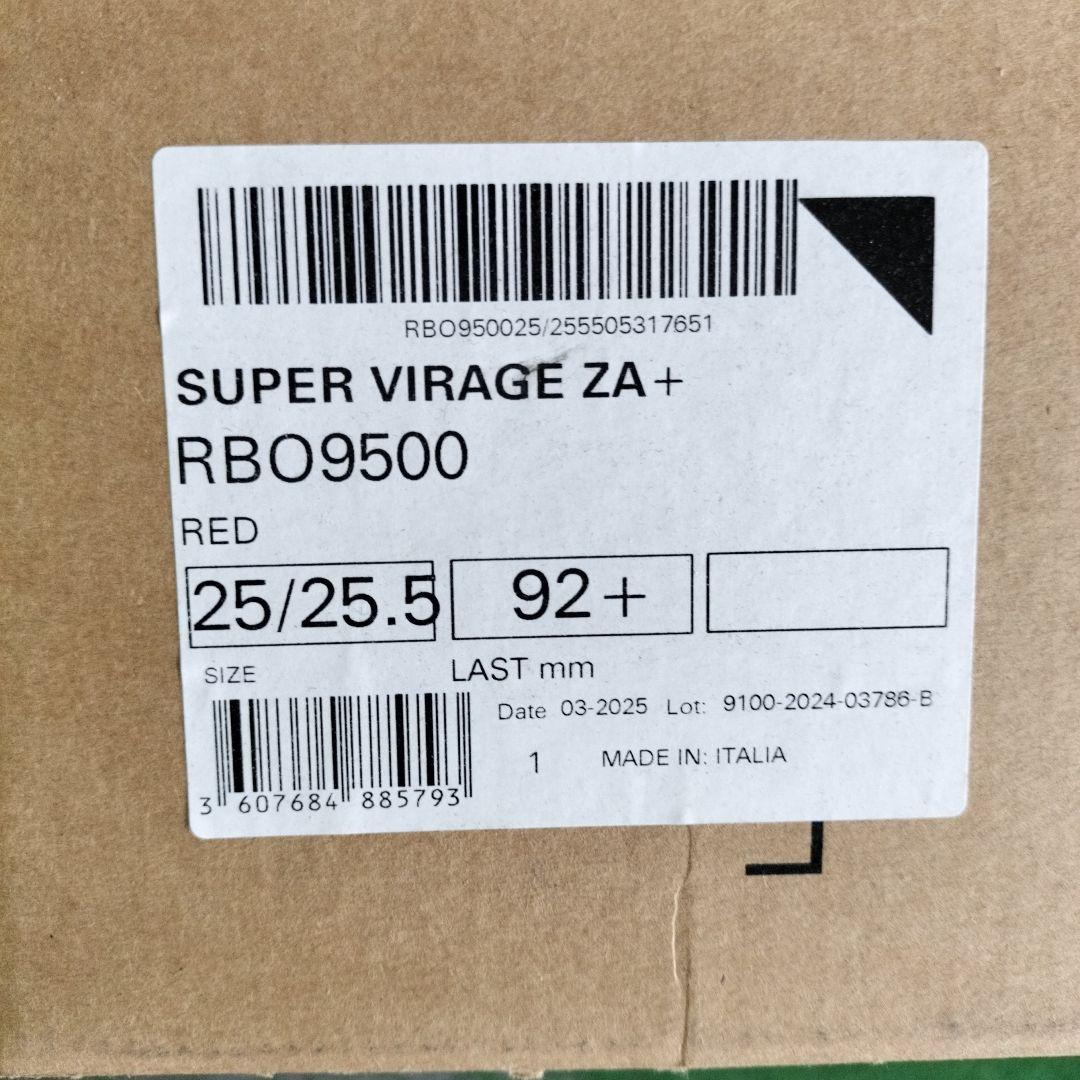 RBO950025/255505317651
SUPER VIRAGE ZA+
RBO9500
RED
25/25.5 92+
SIZE LAST mm
Date 03-2025 Lot: 9100-2024-03786-B
1 MADE IN: ITALIA
3 607684 885793